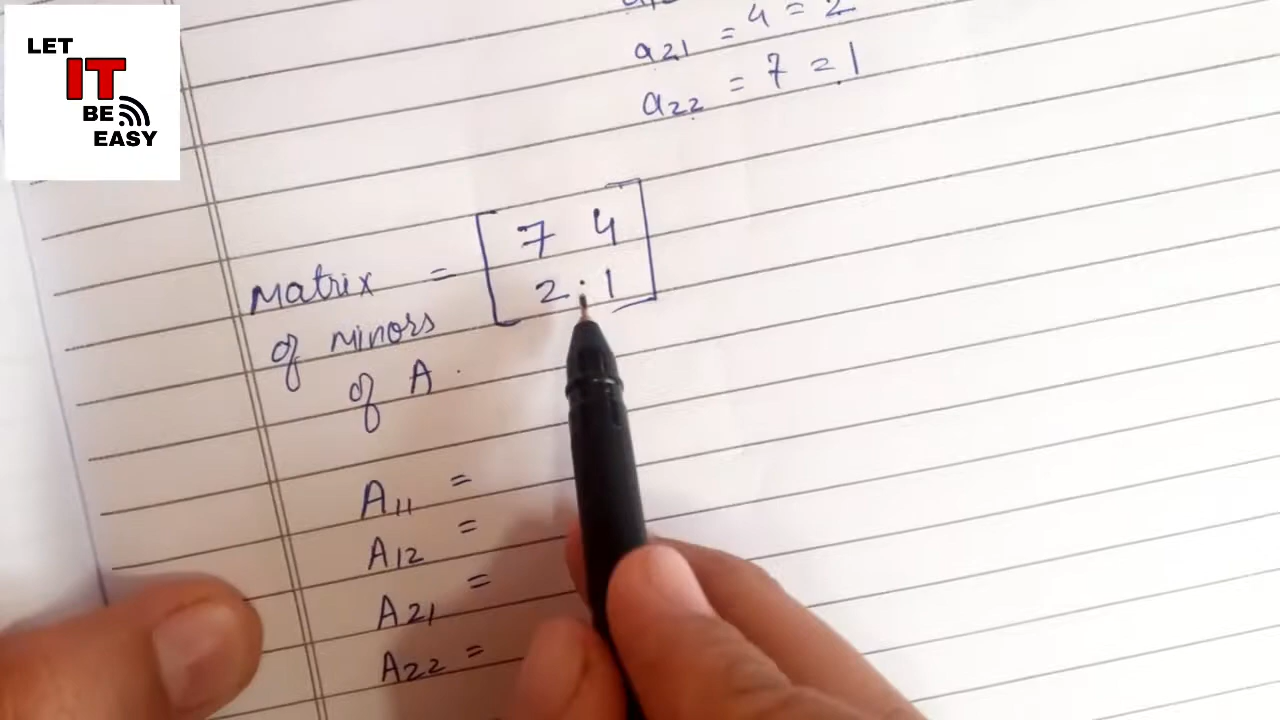 LET
IT
BE
EASY
a21 = 4 = 2
a22 = 7 = 1
Matrix = [ 7 4
2 1 ]
of minors
of A
A11 =
A12 =
A21 =
A22 =